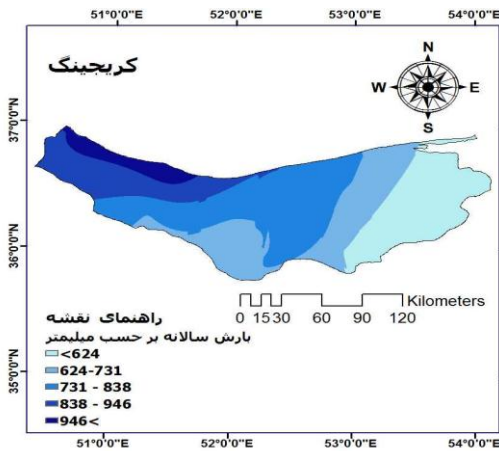 51°0'0"E 52°0'0"E 53°0'0"E 54°0'0"E
کریجینگ
N
W E
S
37°0'0"N
36°0'0"N
35°0'0"N
Kilometers
0 15 30 60 90 120
راهنمای نقشه
بارش سالانه بر حسب میلیمتر
<624
624-731
731 - 838
838 - 946
946<
51°0'0"E 52°0'0"E 53°0'0"E 54°0'0"E